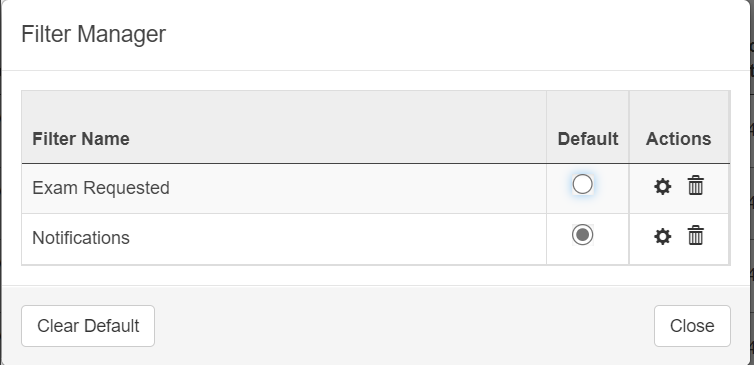 Filter Manager
Filter Name Default Actions
Exam Requested
Notifications
Clear Default Close